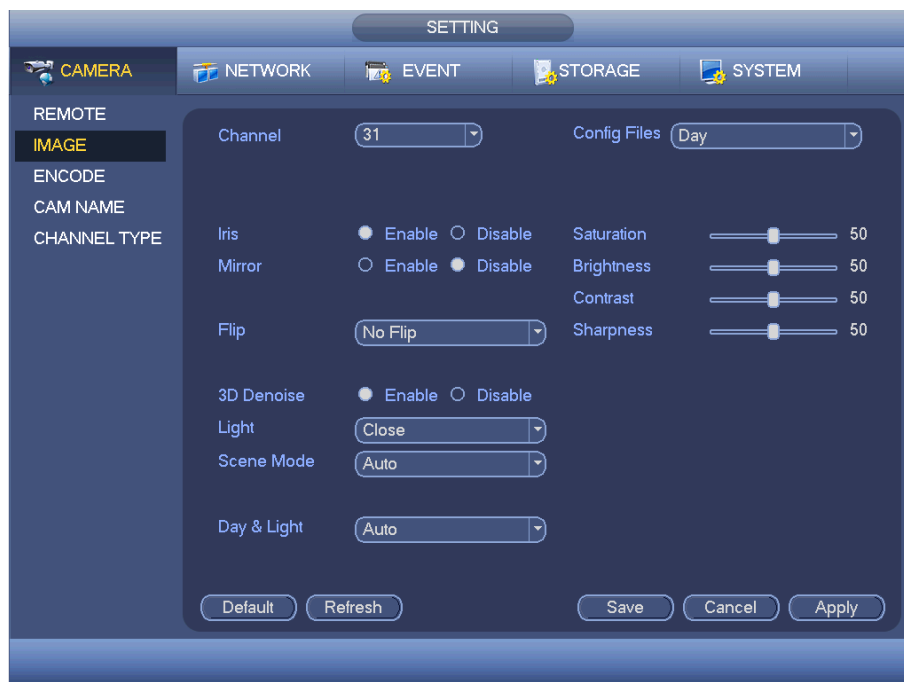 SETTING
CAMERA NETWORK EVENT STORAGE SYSTEM
REMOTE
IMAGE
ENCODE
CAM NAME
CHANNEL TYPE
Channel 31 Config Files Day
Iris Enable Disable Saturation 50
Mirror Enable Disable Brightness 50
Contrast 50
Flip No Flip Sharpness 50
3D Denoise Enable Disable
Light Close
Scene Mode Auto
Day & Light Auto
Default Refresh Save Cancel Apply